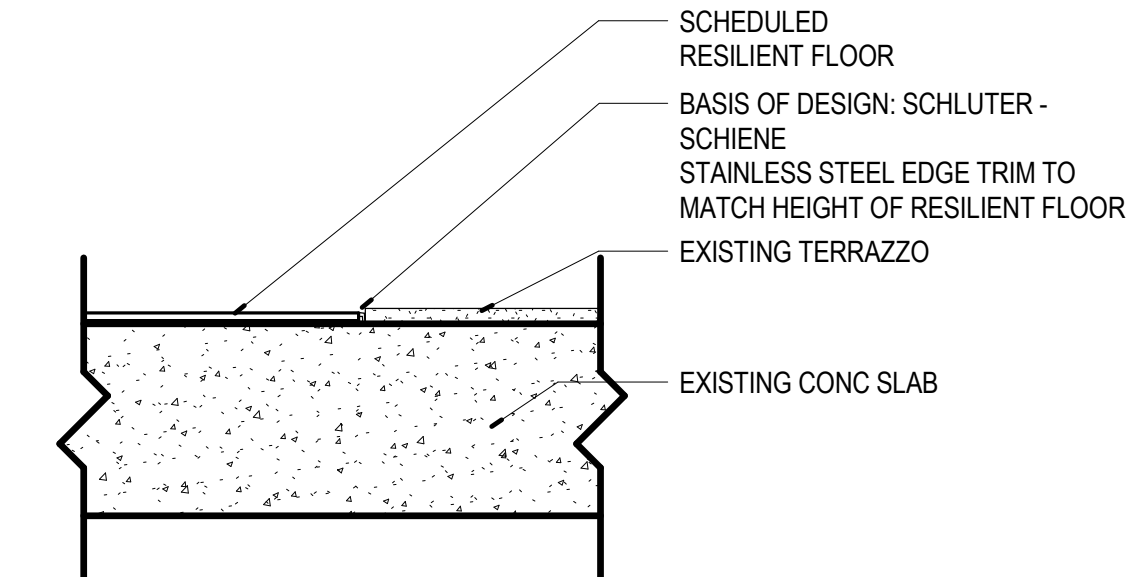 SCHEDULED
RESILIENT FLOOR
BASIS OF DESIGN: SCHLUTER -
SCHIENE
STAINLESS STEEL EDGE TRIM TO
MATCH HEIGHT OF RESILIENT FLOOR
EXISTING TERRAZZO
EXISTING CONC SLAB